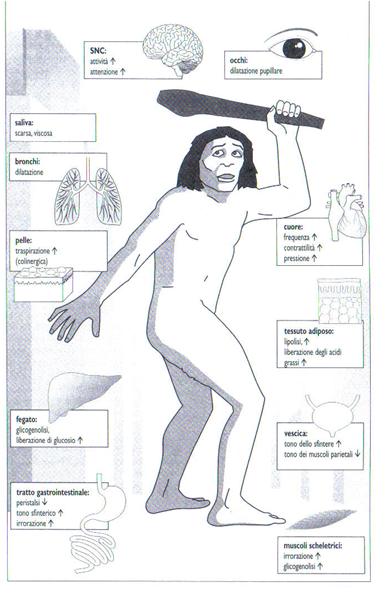 SNC:
attività ↑
attenzione ↑
occhi:
dilatazione pupillare
saliva:
scarsa, viscosa
bronchi:
dilatazione
pelle:
traspirazione ↑
(colinergica)
cuore:
frequenza ↑
contrattilità ↑
pressione ↑
tessuto adiposo:
lipolisi, ↑
liberazione degli acidi
grassi ↑
fegato:
glicogenolisi,
liberazione di glucosio ↑
vescica:
tono dello sfintere ↑
tono dei muscoli parietali ↓
tratto gastrointestinale:
peristalsi ↓
tono sfinterico ↑
irrorazione ↑
muscoli scheletrici:
irrorazione ↑
glicogenolisi ↑